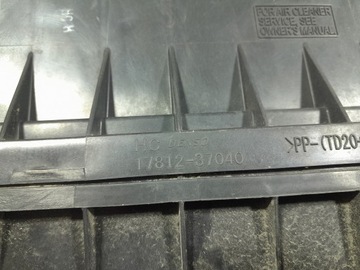 FOR AIR CLEANER
SERVICE, SEE
OWNER'S MANUAL
17812-37040
>PP-(TD20